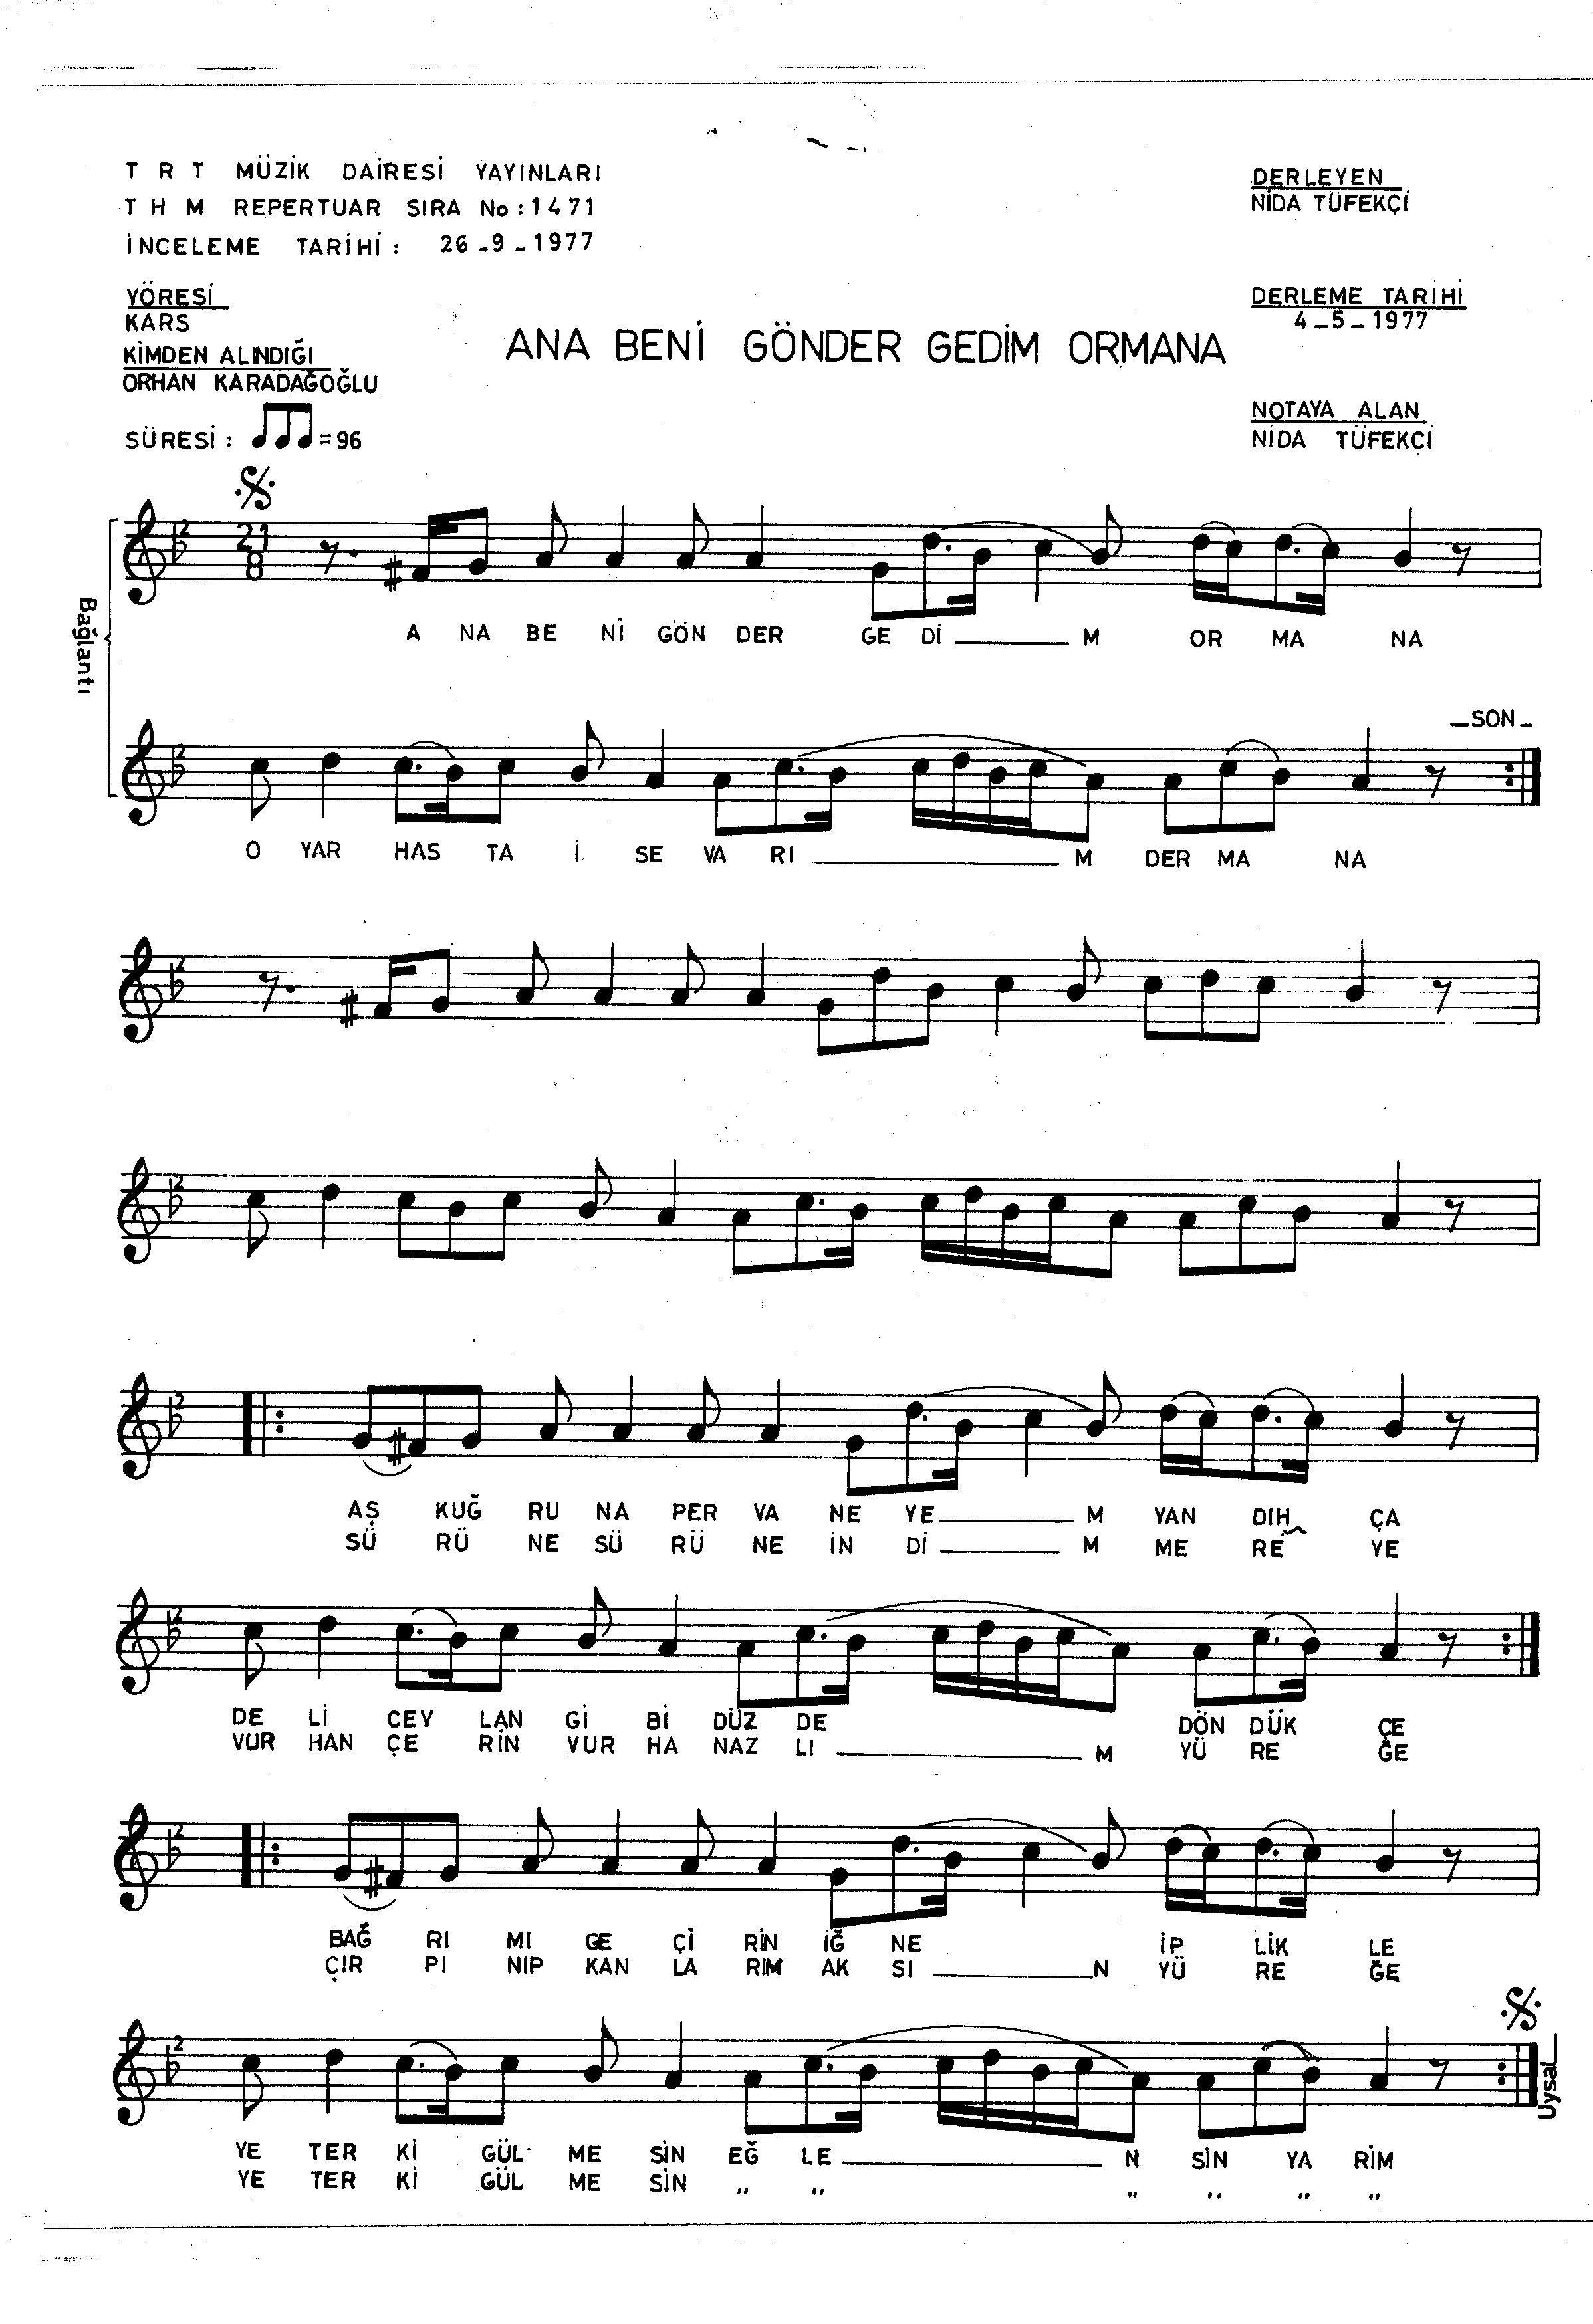 T R T MÜZİK DAİRESİ YAYINLARI
T H M REPERTUAR SIRA No:1471
İNCELEME TARİHİ: 26-9-1977
DERLEYEN
NİDA TÜFEKÇİ
YÖRESİ
KARS
KİMDEN ALINDIĞI
ORHAN KARADAĞOĞLU
SÜRESİ: =96
ANA BENİ GÖNDER GEDİM ORMANA
DERLEME TARİHİ
4-5-1977
NOTAYA ALAN
NİDA TÜFEKÇİ
Bağlantı
21
8
A NA BE Nİ GÖN DER GE Dİ M OR MA NA
SON
O YAR HAS TA İ SE VA RI M DER MA NA
AŞ KUĞ RU NA PER VA NE YE M YAN DIH ÇA
SÜ RÜ NE SÜ RÜ NE İN Dİ M ME RE YE
DE Lİ CEY LAN Gİ Bİ DÜZ DE DÖN DÜK ÇE
VUR HAN ÇE RİN VUR HA NAZ LI M YÜ RE ĞE
BAĞ RI MI GE Çİ RİN İĞ NE İP LİK LE
ÇIR PI NIP KAN LA RIM AK SI N YÜ RE ĞE
YE TER Kİ GÜL ME SİN EĞ LE N SİN YA RİM
YE TER Kİ GÜL ME SİN ,, ,, ,, ,, ,, ,,
Uysal